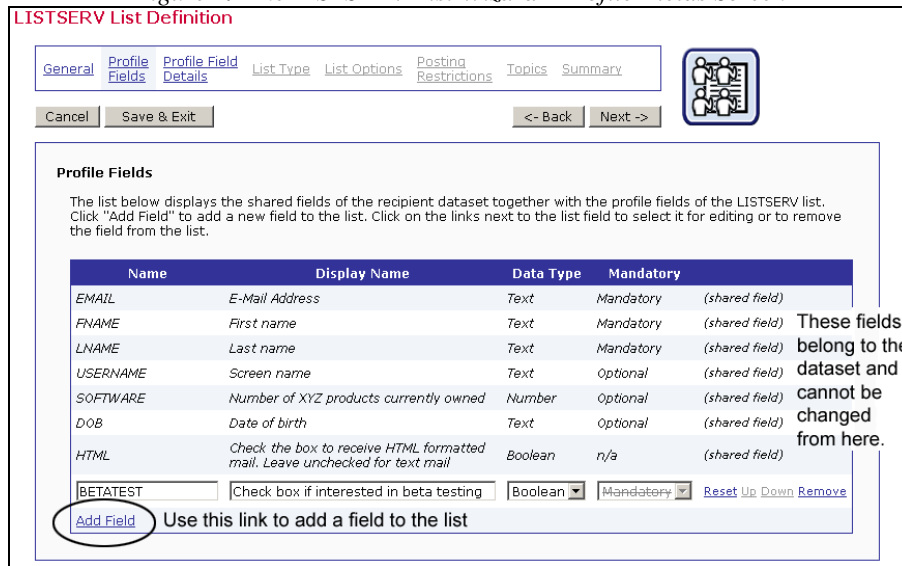 LISTSERV List Definition
General Profile Fields Profile Field Details List Type List Options Posting Restrictions Topics Summary
Cancel Save & Exit <- Back Next ->
Profile Fields
The list below displays the shared fields of the recipient dataset together with the profile fields of the LISTSERV list.
Click "Add Field" to add a new field to the list. Click on the links next to the list field to select it for editing or to remove
the field from the list.
Name Display Name Data Type Mandatory
EMAIL E-Mail Address Text Mandatory (shared field)
FNAME First name Text Mandatory (shared field)
LNAME Last name Text Mandatory (shared field)
USERNAME Screen name Text Optional (shared field)
SOFTWARE Number of XYZ products currently owned Number Optional (shared field)
DOB Date of birth Text Optional (shared field)
HTML Check the box to receive HTML formatted
mail. Leave unchecked for text mail Boolean n/a (shared field)
These fields
belong to the
dataset and
cannot be
changed
from here.
BETATEST Check box if interested in beta testing Boolean Mandatory Reset Up Down Remove
Add Field Use this link to add a field to the list